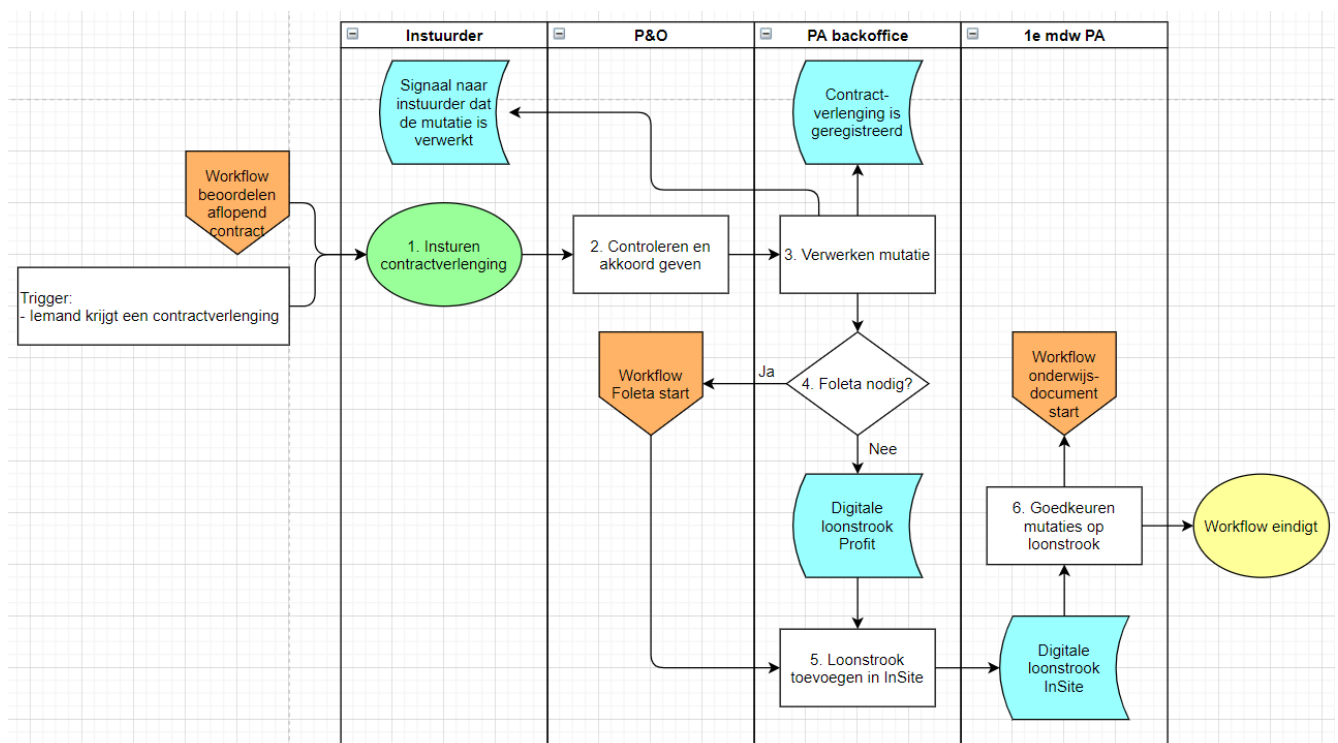 Instuurder
P&O
PA backoffice
1e mdw PA
Signaal naar
instuurder dat
de mutatie is
verwerkt
Contract-
verlenging is
geregistreerd
Workflow
beoordelen
aflopend
contract
Trigger:
- Iemand krijgt een contractverlenging
1. Insturen
contractverlenging
2. Controleren en
akkoord geven
3. Verwerken mutatie
4. Foleta nodig?
Ja
Nee
Workflow
Foleta start
Digitale
loonstrook
Profit
5. Loonstrook
toevoegen in InSite
Digitale
loonstrook
InSite
6. Goedkeuren
mutaties op
loonstrook
Workflow
onderwijs-
document
start
Workflow eindigt